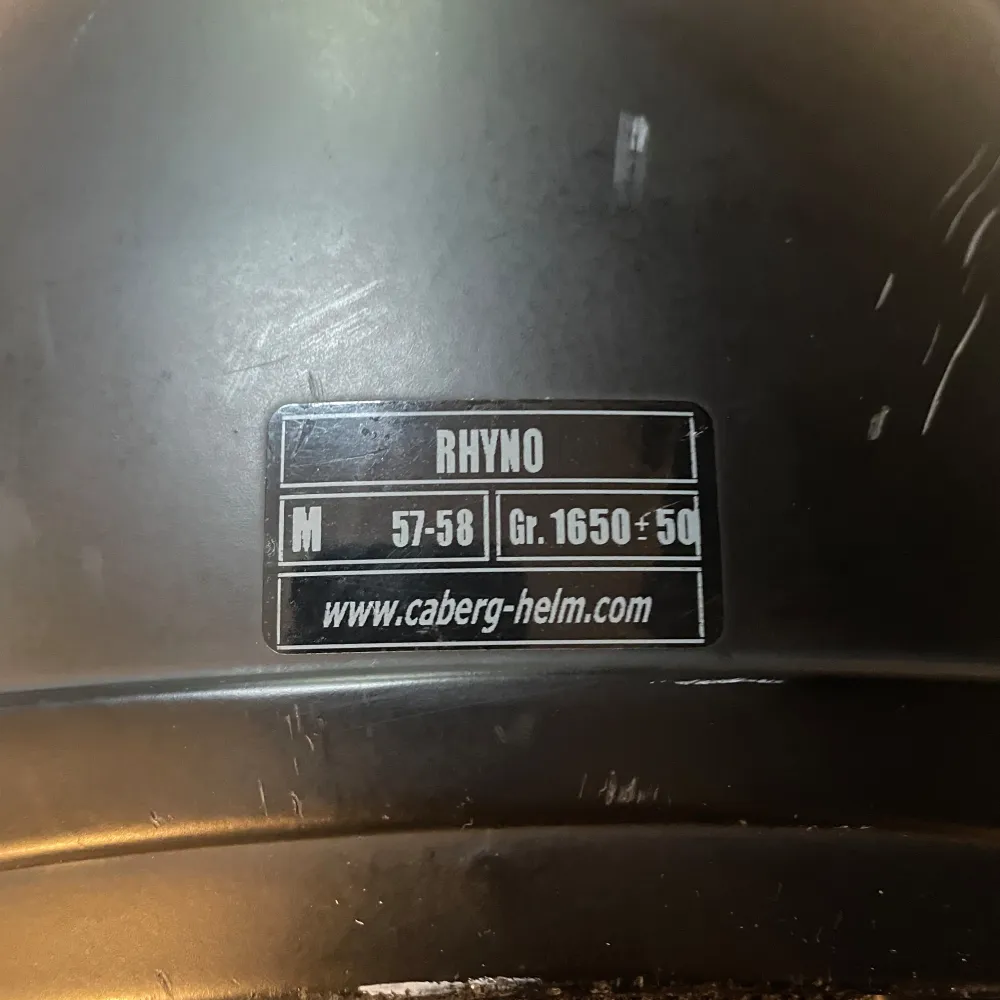 RHYNO
M 57-58 Gr. 1650 ± 50
www.caberg-helm.com